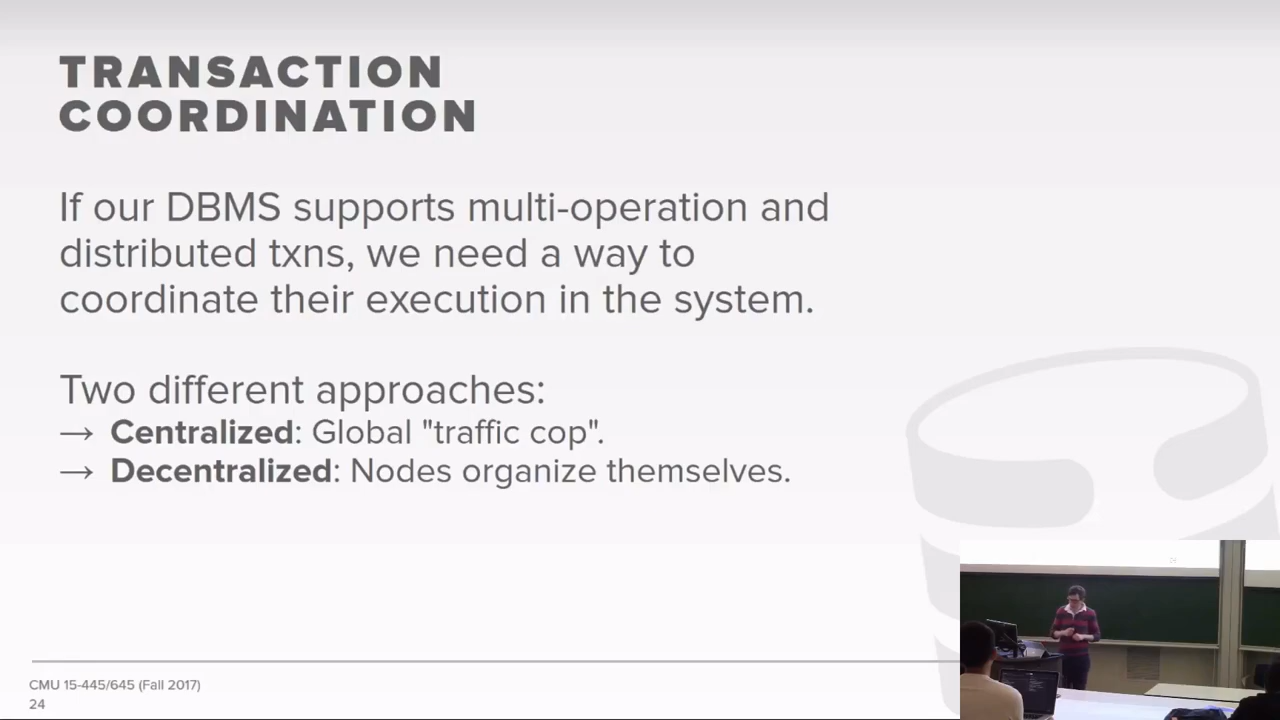 TRANSACTION
COORDINATION
If our DBMS supports multi-operation and
distributed txns, we need a way to
coordinate their execution in the system.
Two different approaches:
→ Centralized: Global "traffic cop".
→ Decentralized: Nodes organize themselves.
CMU 15-445/645 (Fall 2017)
24